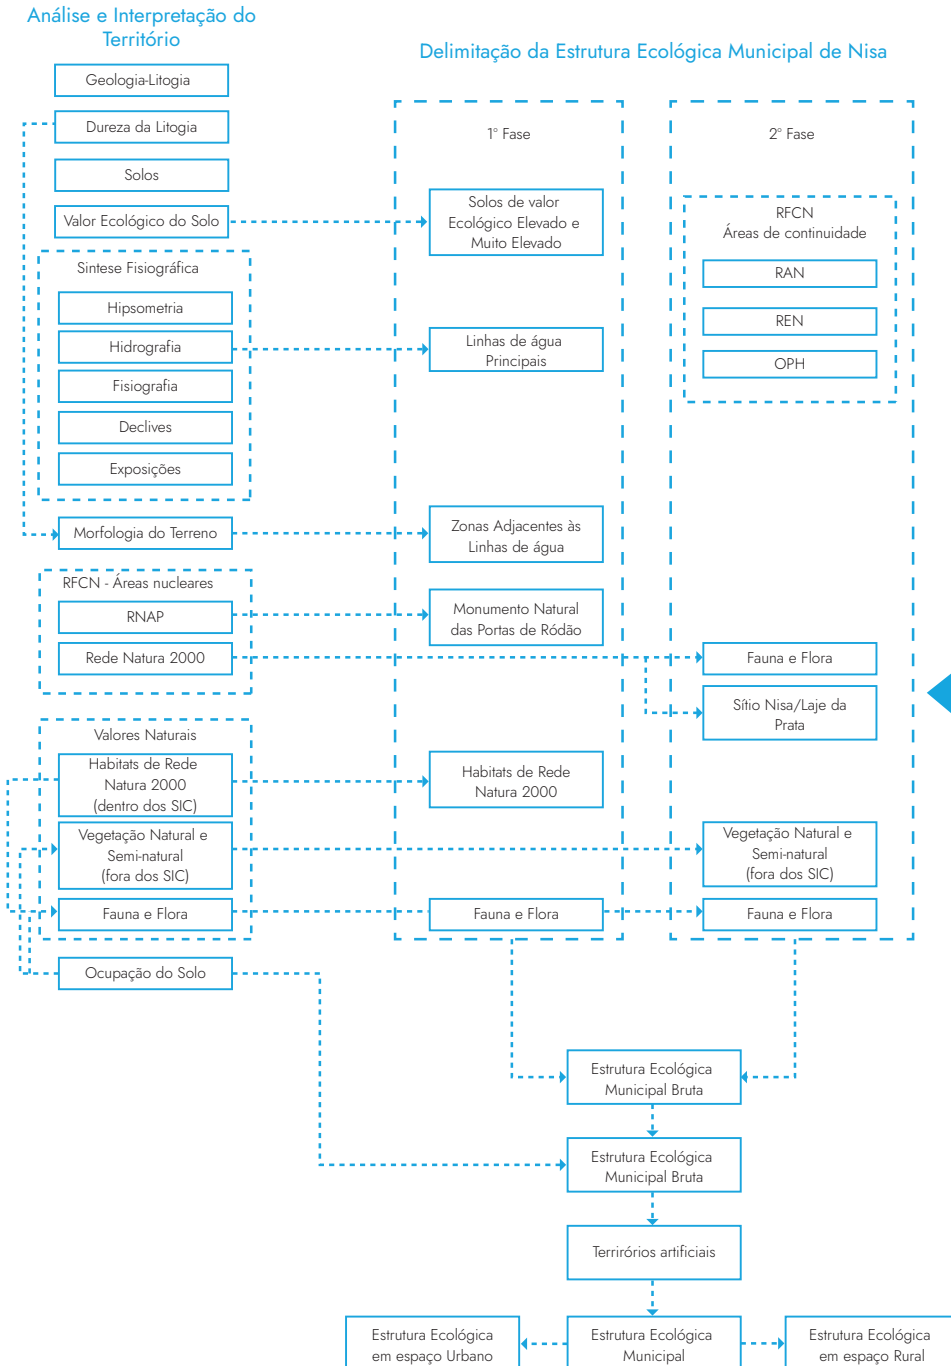 Análise e Interpretação do
Território
Geologia-Litogia
Dureza da Litogia
Solos
Valor Ecológico do Solo
Sintese Fisiográfica
Hipsometria
Hidrografia
Fisiografia
Declives
Exposições
Morfologia do Terreno
RFCN - Áreas nucleares
RNAP
Rede Natura 2000
Valores Naturais
Habitats de Rede
Natura 2000
(dentro dos SIC)
Vegetação Natural e
Semi-natural
(fora dos SIC)
Fauna e Flora
Ocupação do Solo
Delimitação da Estrutura Ecológica Municipal de Nisa
1º Fase
Solos de valor
Ecológico Elevado e
Muito Elevado
Linhas de água
Principais
Zonas Adjacentes às
Linhas de água
Monumento Natural
das Portas de Ródão
Habitats de Rede
Natura 2000
Fauna e Flora
2º Fase
RFCN
Áreas de continuidade
RAN
REN
OPH
Fauna e Flora
Sítio Nisa/Laje da
Prata
Vegetação Natural e
Semi-natural
(fora dos SIC)
Fauna e Flora
Estrutura Ecológica
Municipal Bruta
Estrutura Ecológica
Municipal Bruta
Terrirórios artificiais
Estrutura Ecológica
em espaço Urbano
Estrutura Ecológica
Municipal
Estrutura Ecológica
em espaço Rural